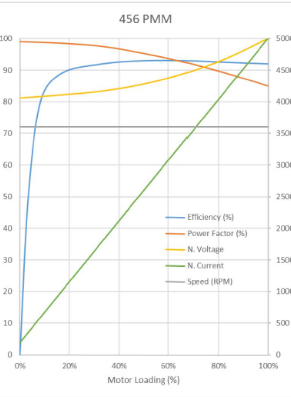 456 PMM
100
90
80
70
60
50
40
30
20
10
0
5000
4500
4000
3500
3000
2500
2000
1500
1000
500
0
Efficiency (%)
Power Factor (%)
N. Voltage
N. Current
Speed (RPM)
0% 20% 40% 60% 80% 100%
Motor Loading (%)